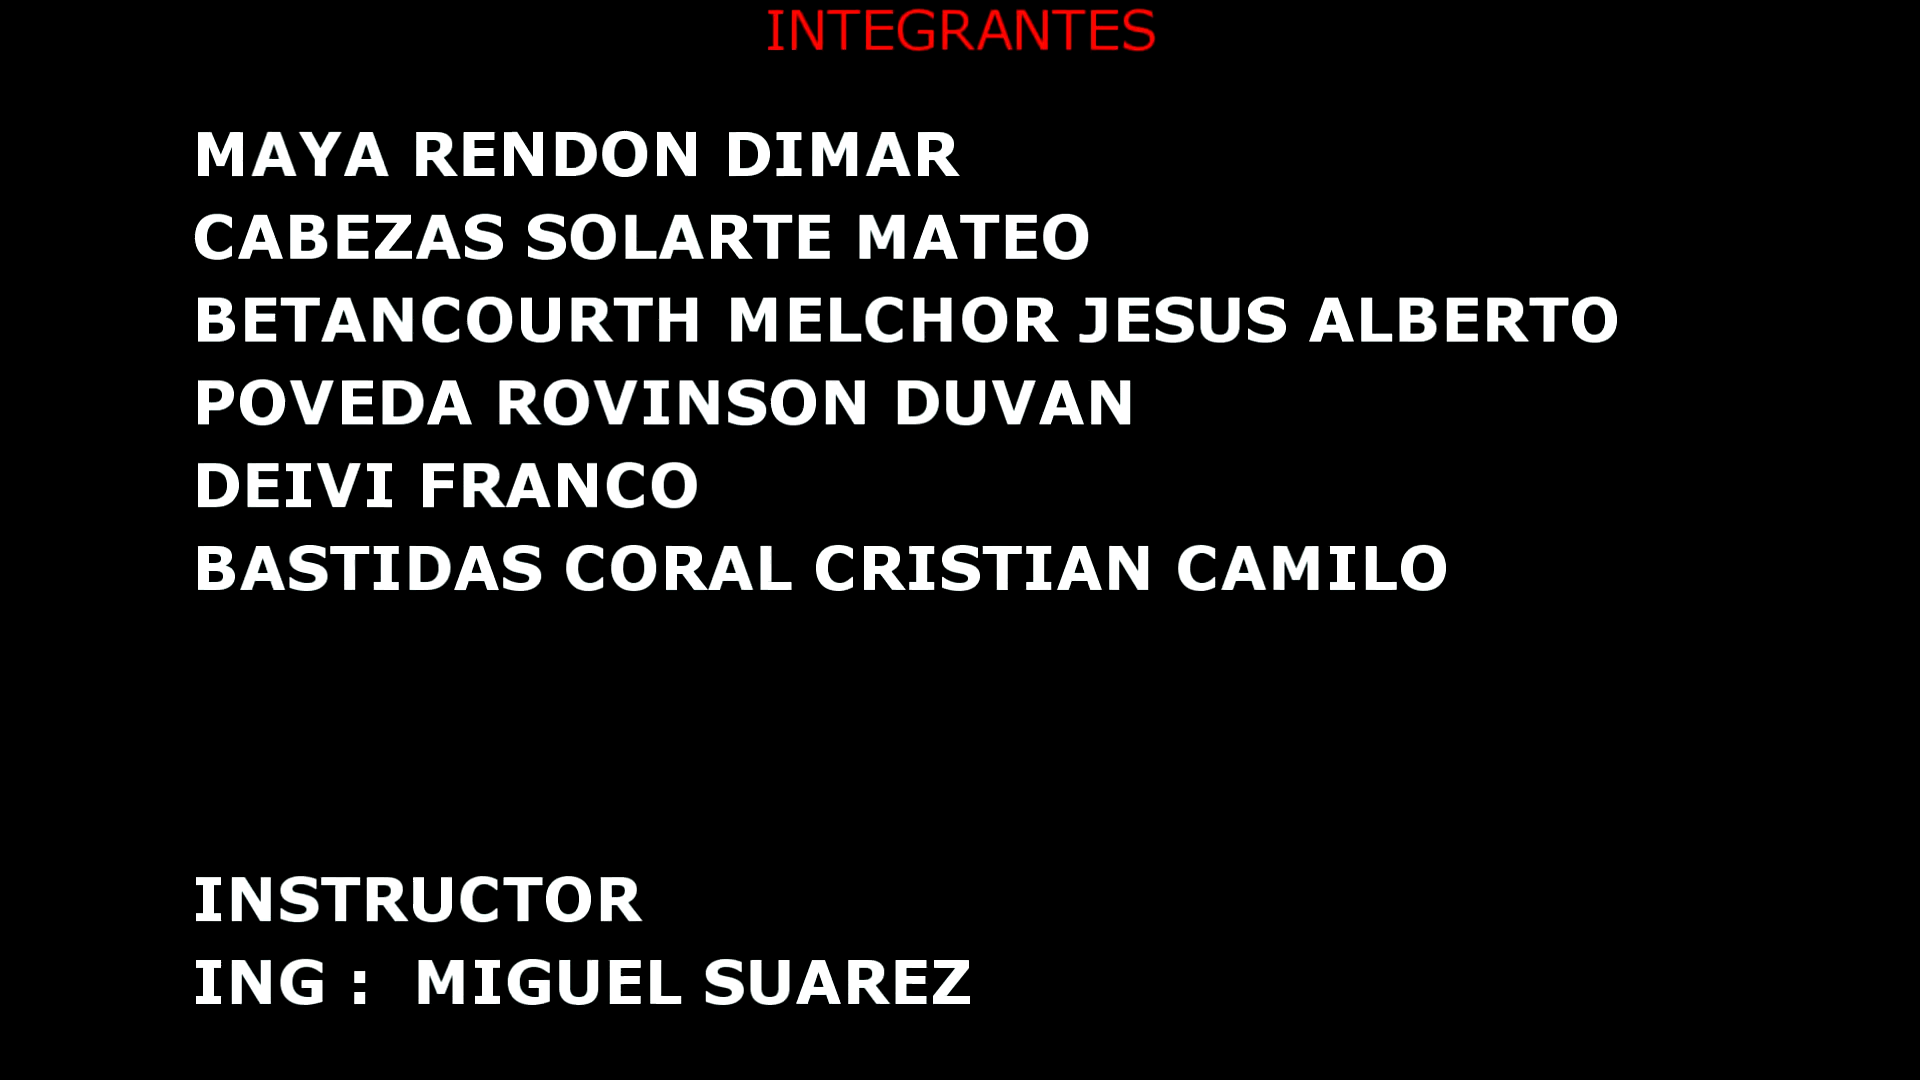 INTEGRANTES
MAYA RENDON DIMAR
CABEZAS SOLARTE MATEO
BETANCOURTH MELCHOR JESUS ALBERTO
POVEDA ROVINSON DUVAN
DEIVI FRANCO
BASTIDAS CORAL CRISTIAN CAMILO
INSTRUCTOR
ING :  MIGUEL SUAREZ